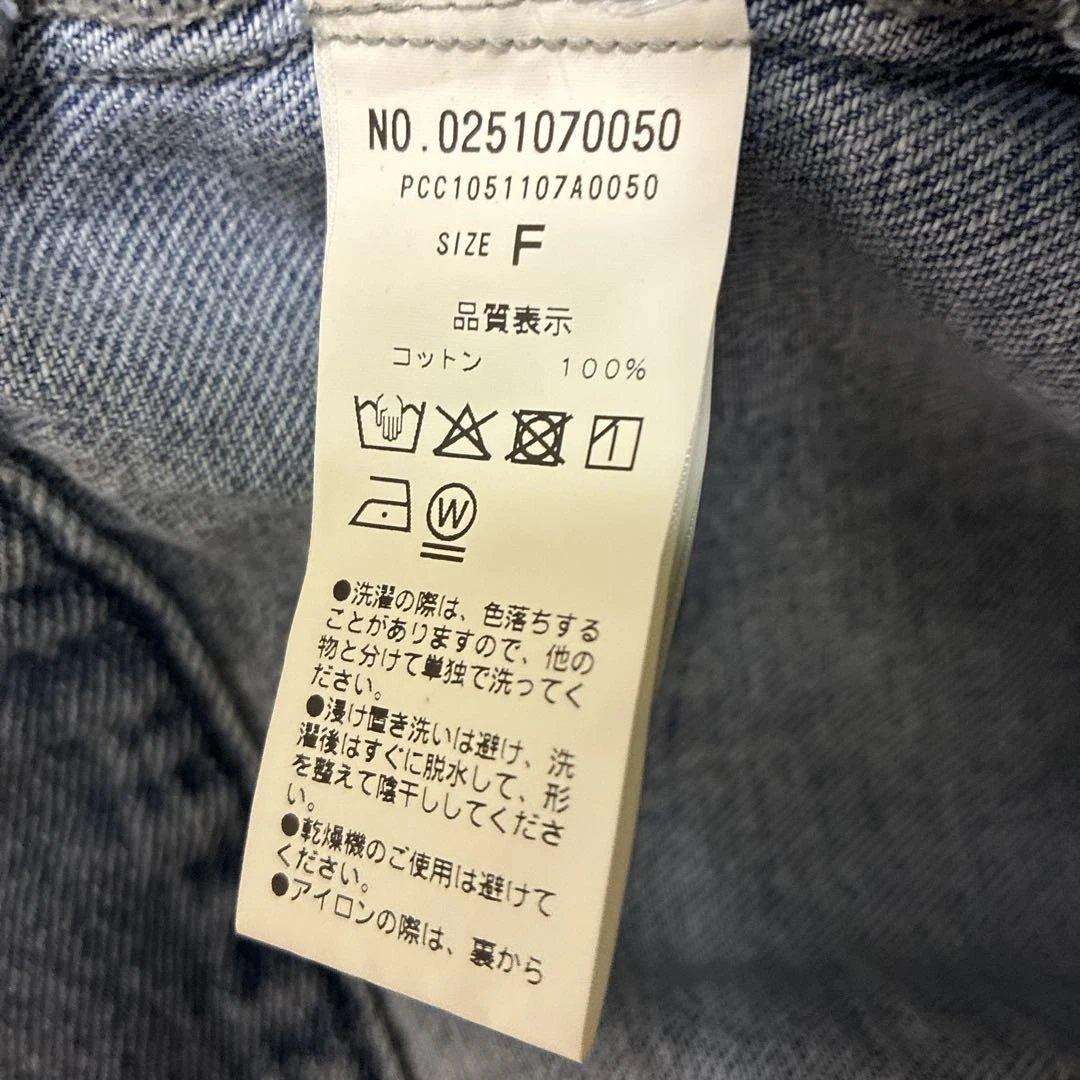 NO.0251070050
PCC1051107A0050
SIZE F
品質表示
コットン 100%
W
●洗濯の際は、色落ちする
ことがありますので、他の
物と分けて単独で洗ってく
ださい。
●浸け置き洗いは避け、洗
濯後はすぐに脱水して、形
を整えて陰干ししてくださ
い。
●乾燥機のご使用は避けて
ください。
●アイロンの際は、裏から